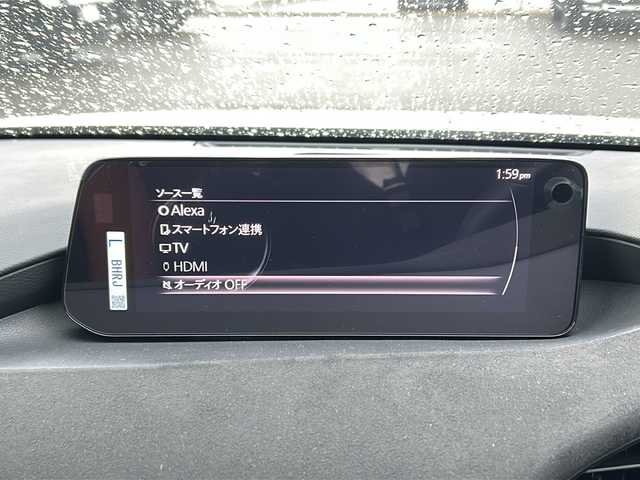 1:59pm
ソース一覧
Alexa
スマートフォン連携
TV
HDMI
オーディオ OFF
L BHRJ